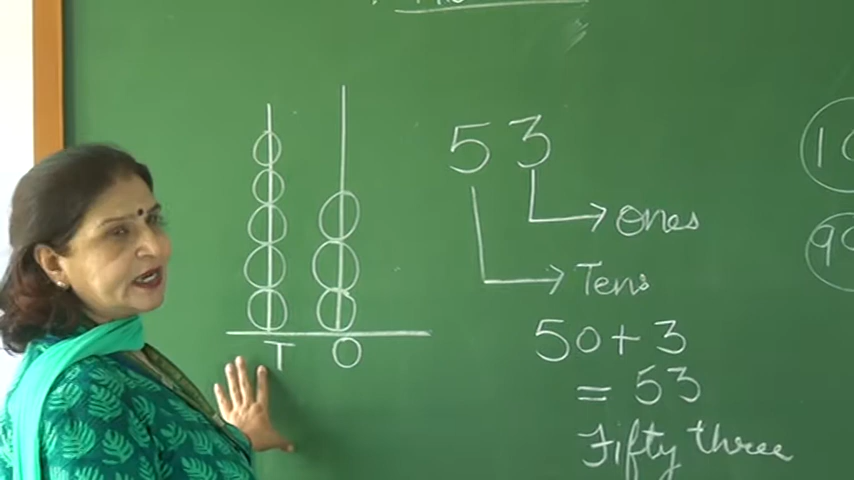 53
Ones
Tens
T O
50+3
= 53
Fifty three